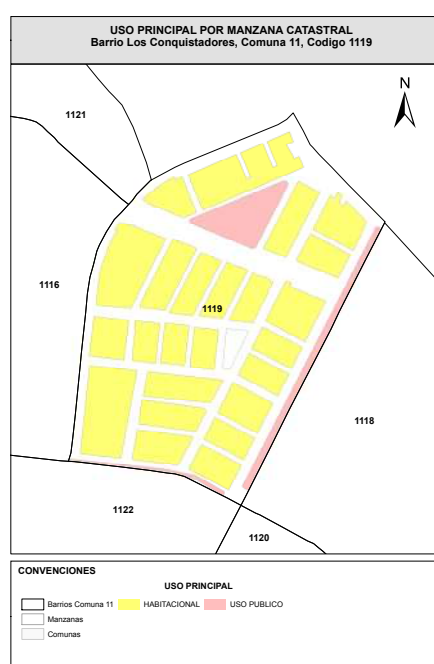 USO PRINCIPAL POR MANZANA CATASTRAL
Barrio Los Conquistadores, Comuna 11, Codigo 1119
N
1121
1116
1119
1118
1122
1120
CONVENCIONES
USO PRINCIPAL
Barrios Comuna 11 HABITACIONAL USO PUBLICO
Manzanas
Comunas